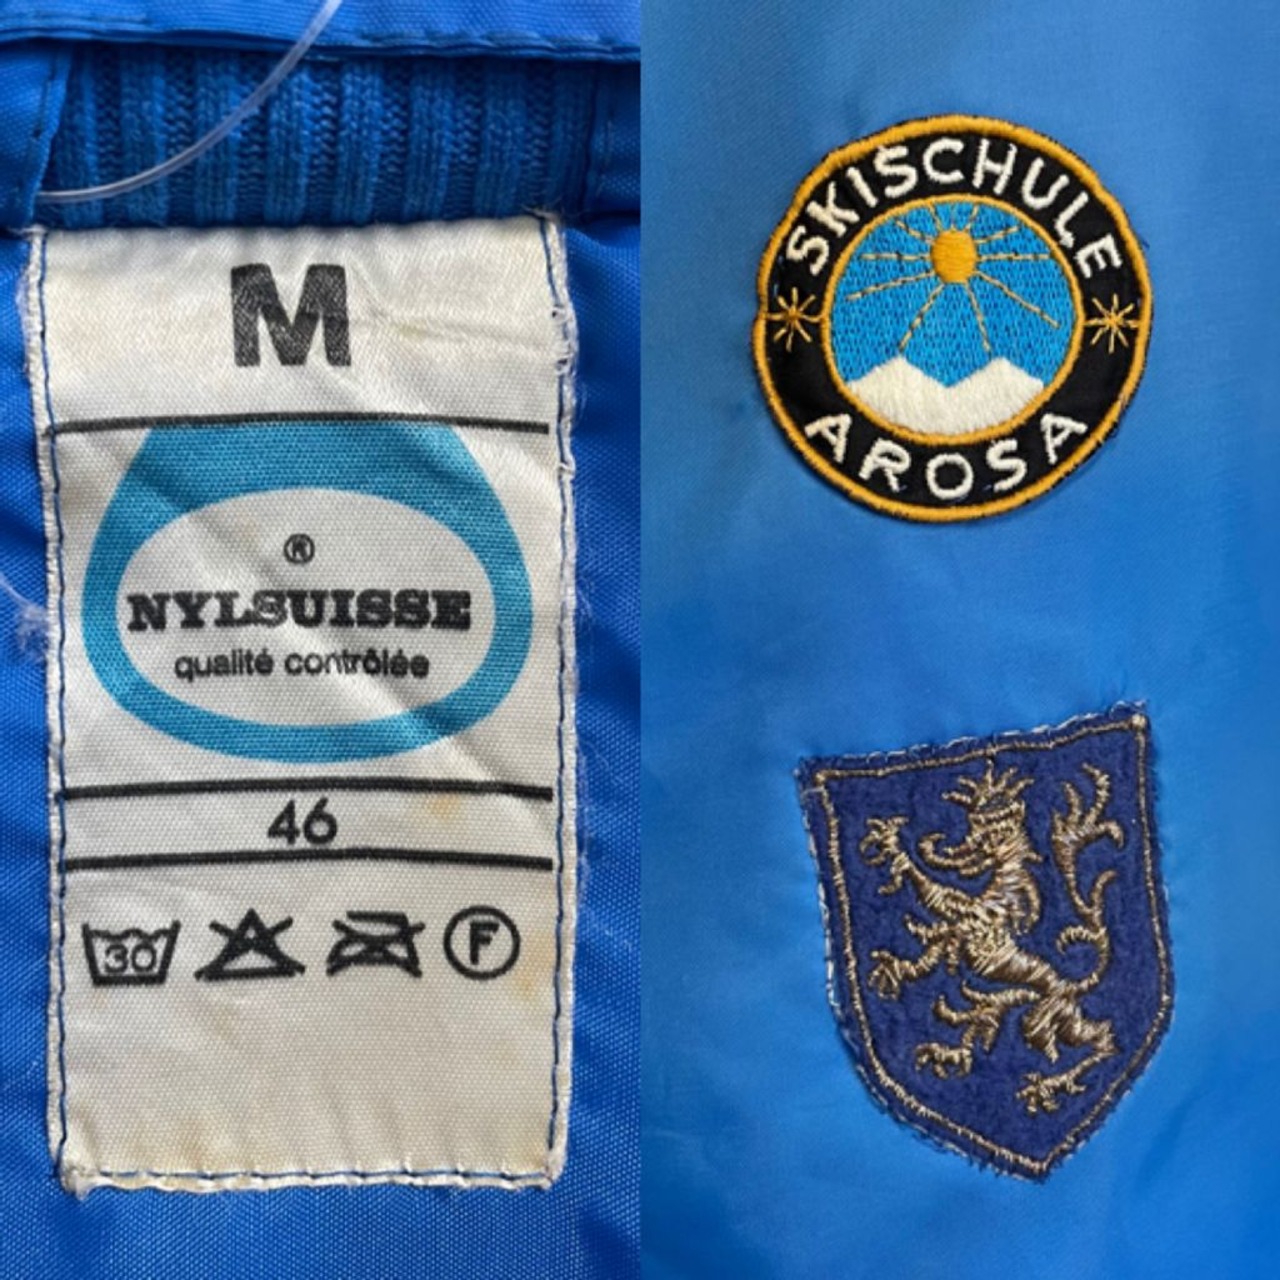 M
®
NYLSUISSE
qualité contrôlée
46
30
F
SKISCHULE
AROSA